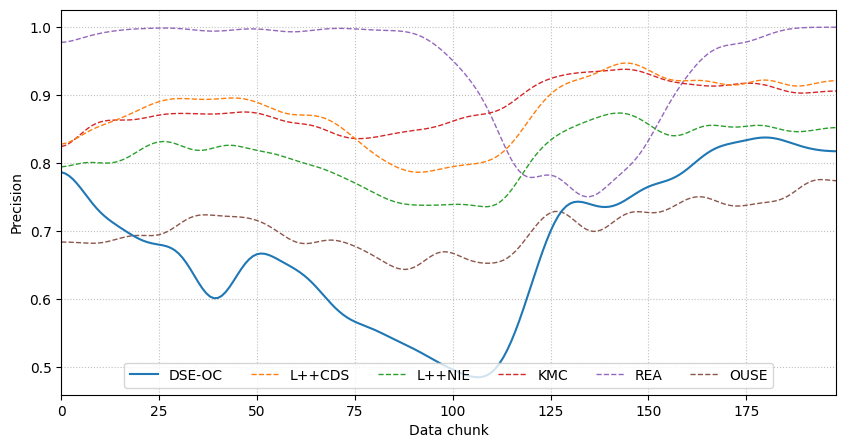 1.0
0.9
0.8
0.7
0.6
0.5
Precision
DSE-OC L++CDS L++NIE KMC REA OUSE
0 25 50 75 100 125 150 175
Data chunk